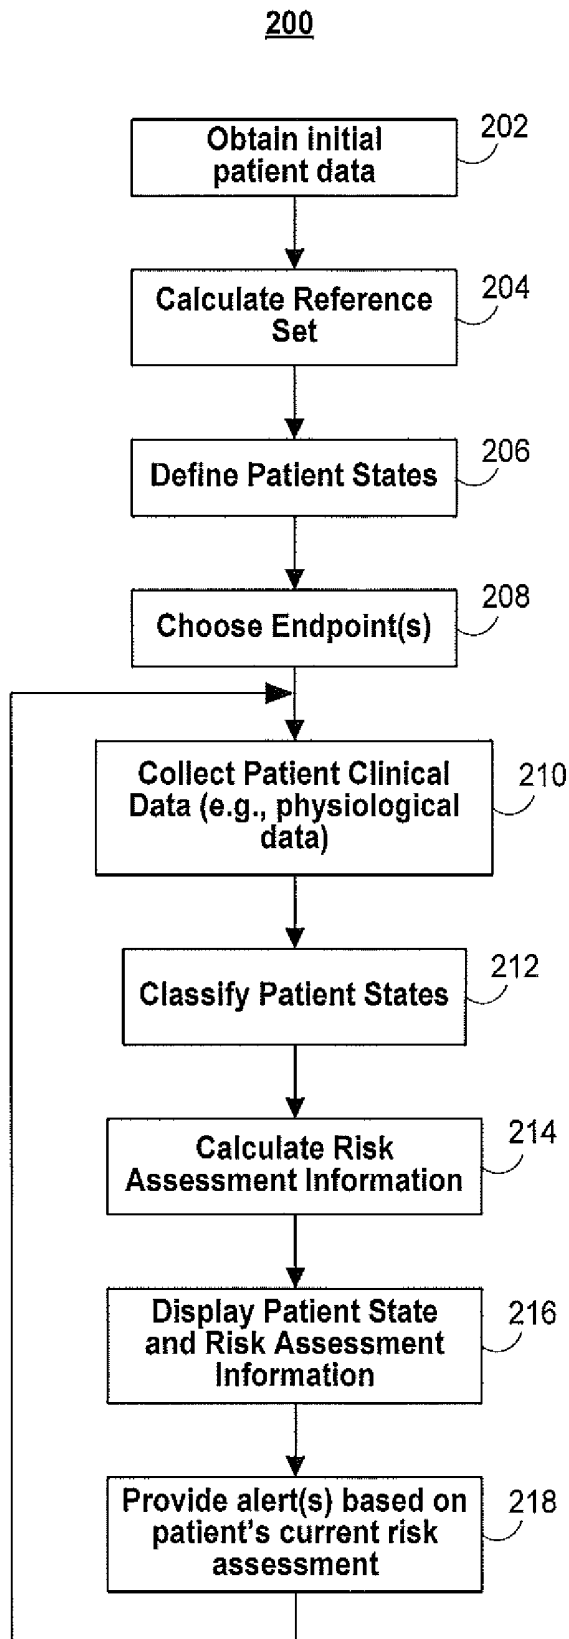 200
Obtain initial
patient data
202
Calculate Reference
Set
204
Define Patient States
206
Choose Endpoint(s)
208
Collect Patient Clinical
Data (e.g., physiological
data)
210
Classify Patient States
212
Calculate Risk
Assessment Information
214
Display Patient State
and Risk Assessment
Information
216
Provide alert(s) based on
patient's current risk
assessment
218